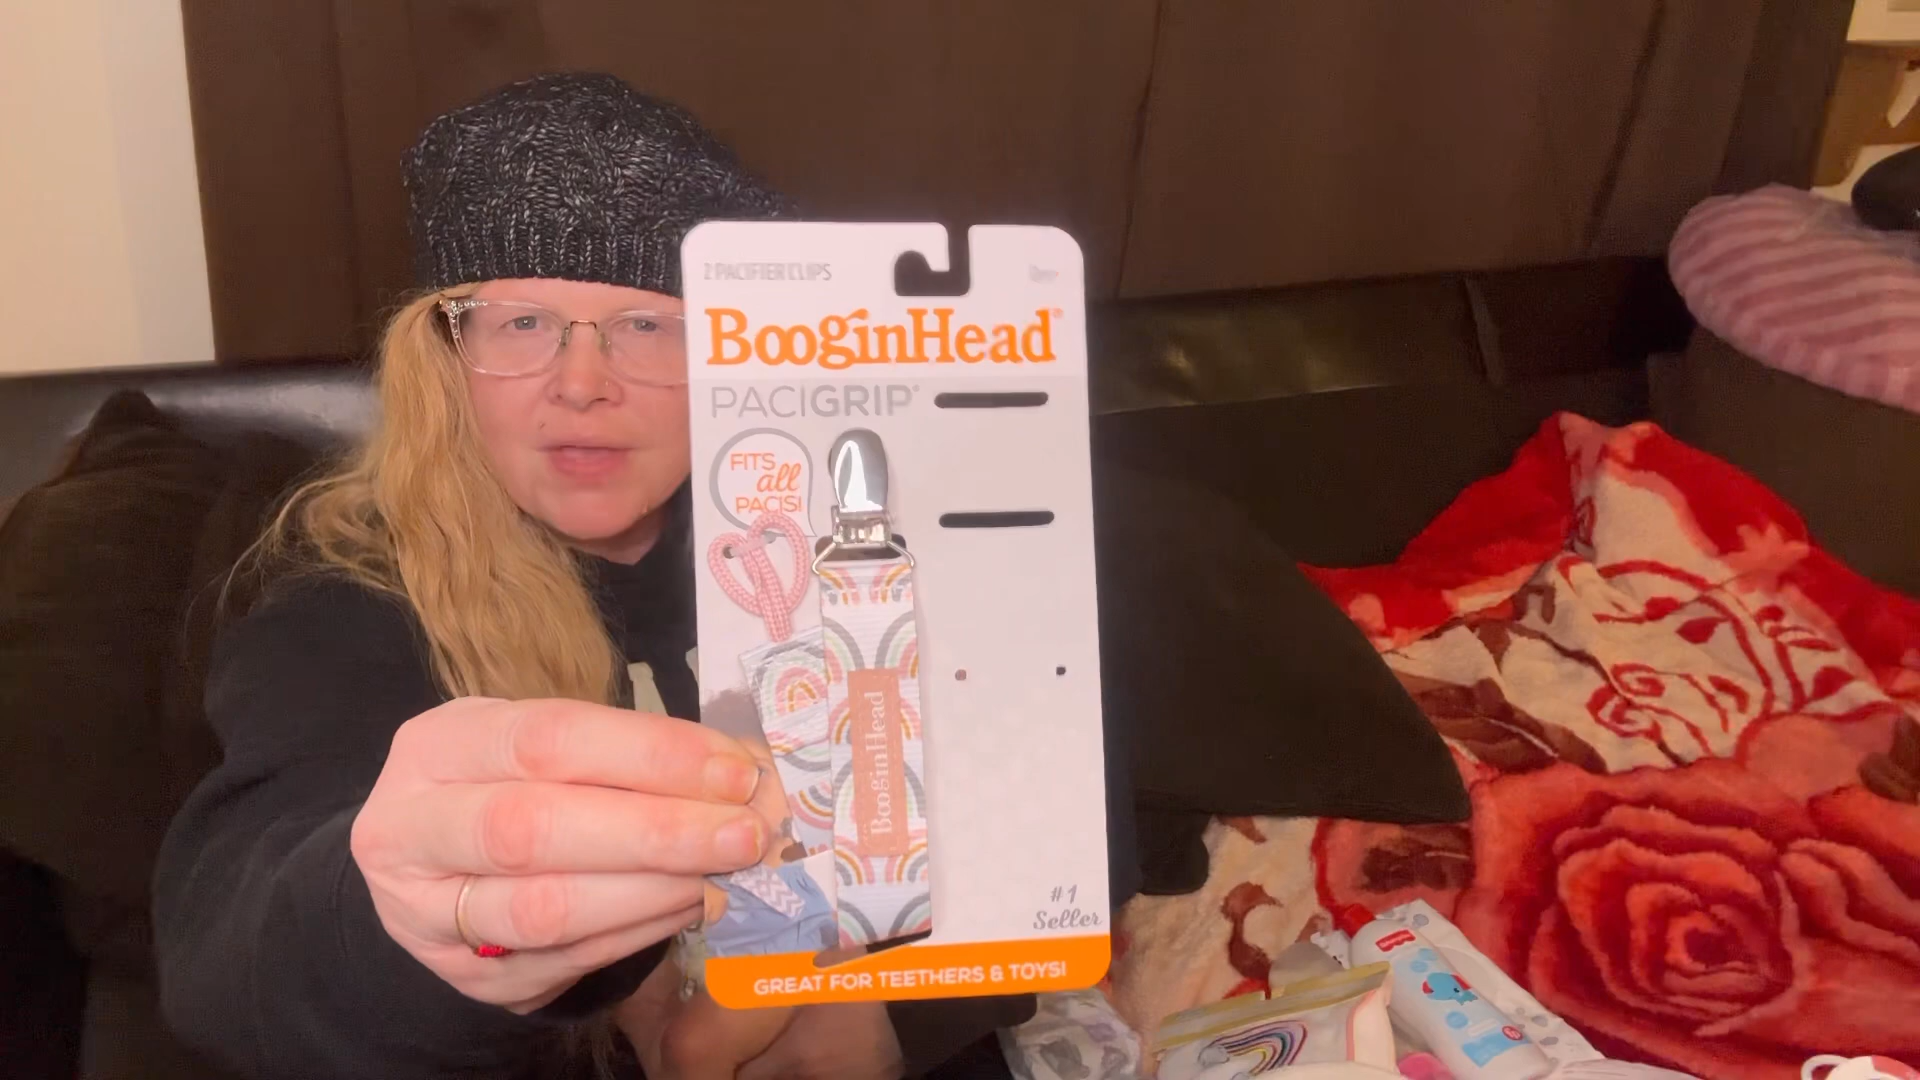 2 PACIFIER CLIPS
BooginHead®
PACIGRIP®
FITS
all
PACIS!
BooginHead
#1
Seller
GREAT FOR TEETHERS & TOYS!